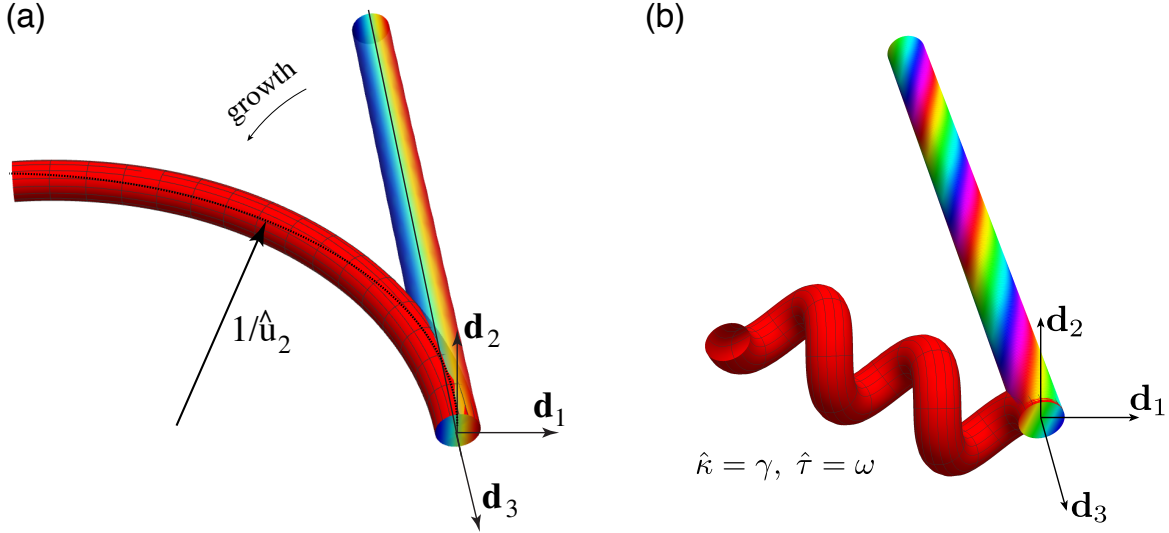 (a)
growth
1/û₂
d₂
d₁
d₃
(b)
d₂
d₁
d₃
κ̂ = γ, τ̂ = ω